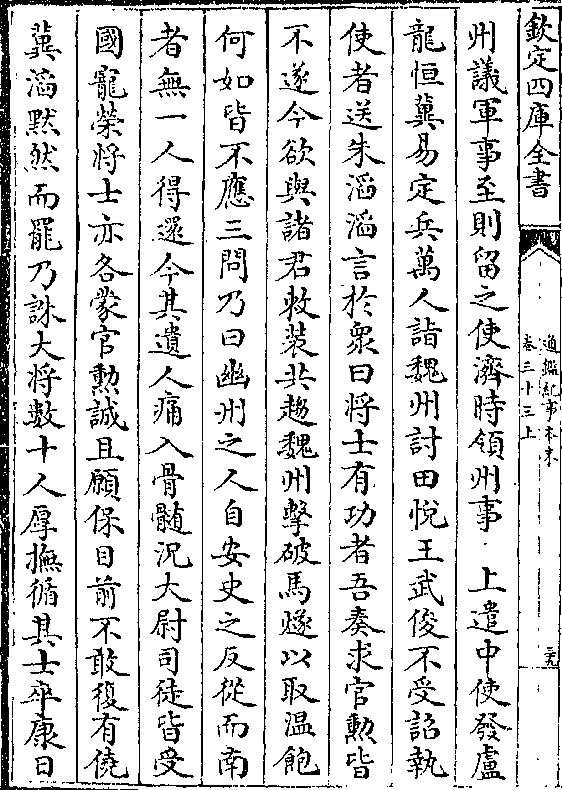 欽定四庫全書
通鑑紀事本末
卷三十三上
州議軍事至則留之使濟時領州事 上遣中使發盧
龍恒冀易定兵萬人詣魏州討田悅王武俊不受詔執
使者送朱滔滔言於衆曰將士有功者吾奏求官勲皆
不遂今欲與諸君敕裝共趨魏州擊破馬燧以取温飽
何如皆不應三問乃曰幽州之人自安史之反從而南
者無一人得還今其遺人痛入骨髓況大尉司徒皆受
國寵榮將士亦各蒙官勲誠且願保目前不敢復有僥
冀滔黙然而罷乃誅大將數十人厚撫循其士卒康日